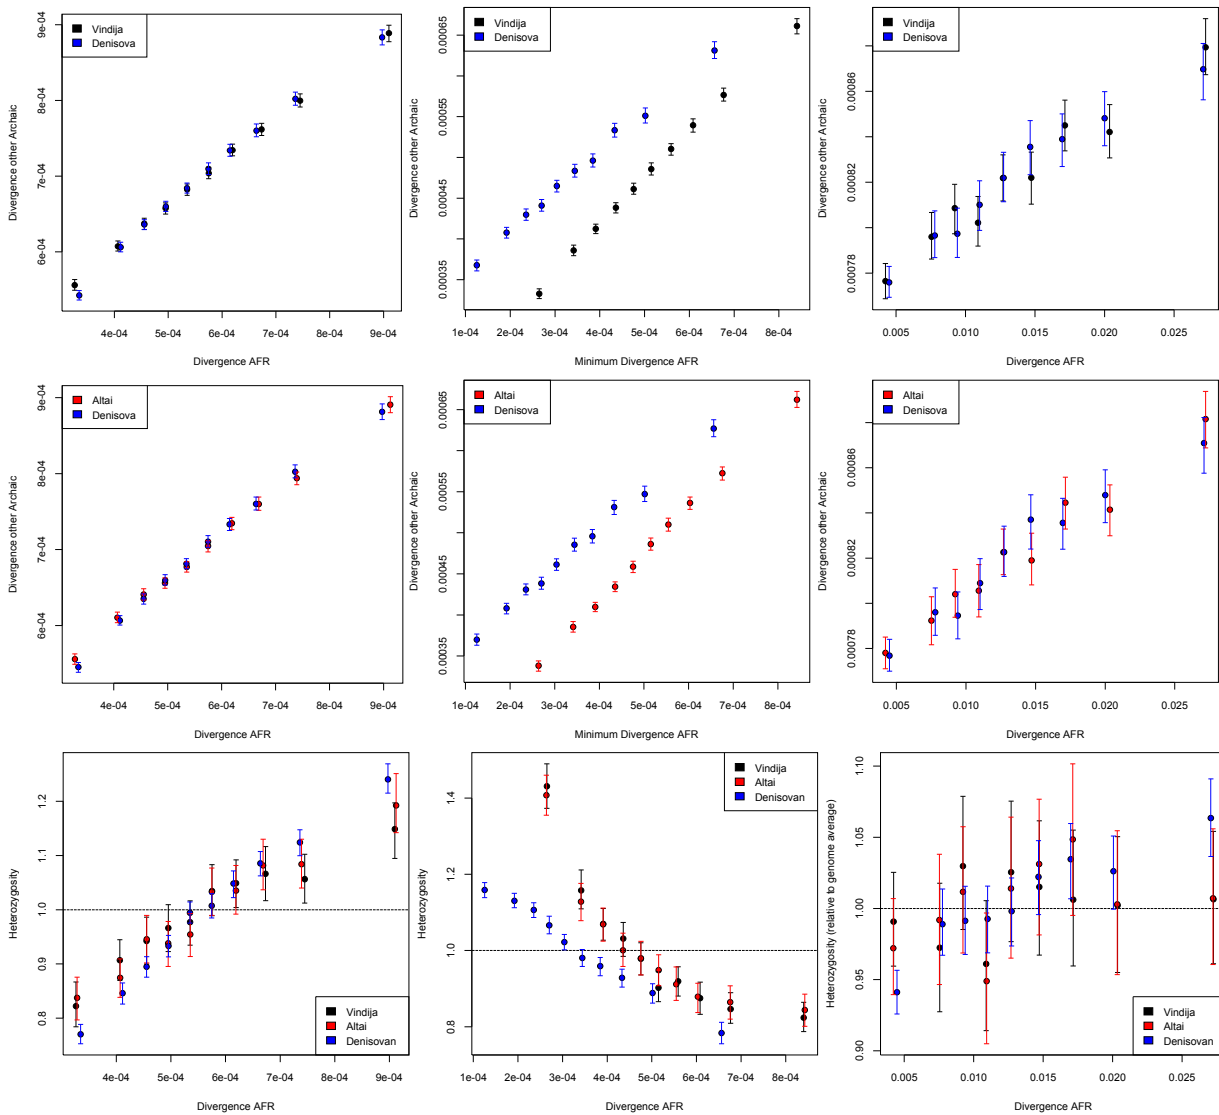 Vindija
Denisova
Divergence other Archaic
6e-04 7e-04 8e-04 9e-04
4e-04 5e-04 6e-04 7e-04 8e-04 9e-04
Divergence AFR
Vindija
Denisova
Divergence other Archaic
0.00035 0.00045 0.00055 0.00065
1e-04 2e-04 3e-04 4e-04 5e-04 6e-04 7e-04 8e-04
Minimum Divergence AFR
Vindija
Denisova
Divergence other Archaic
0.00078 0.00082 0.00086
0.005 0.010 0.015 0.020 0.025
Divergence AFR
Altai
Denisova
Divergence other Archaic
6e-04 7e-04 8e-04 9e-04
4e-04 5e-04 6e-04 7e-04 8e-04 9e-04
Divergence AFR
Altai
Denisova
Divergence other Archaic
0.00035 0.00045 0.00055 0.00065
1e-04 2e-04 3e-04 4e-04 5e-04 6e-04 7e-04 8e-04
Minimum Divergence AFR
Altai
Denisova
Divergence other Archaic
0.00078 0.00082 0.00086
0.005 0.010 0.015 0.020 0.025
Divergence AFR
Heterozygosity
0.8 0.9 1.0 1.1 1.2
Vindija
Altai
Denisovan
4e-04 5e-04 6e-04 7e-04 8e-04 9e-04
Divergence AFR
Vindija
Altai
Denisovan
Heterozygosity
0.8 1.0 1.2 1.4
1e-04 2e-04 3e-04 4e-04 5e-04 6e-04 7e-04 8e-04
Divergence AFR
Heterozygosity (relative to genome average)
0.90 0.95 1.00 1.05 1.10
Vindija
Altai
Denisovan
0.005 0.010 0.015 0.020 0.025
Divergence AFR